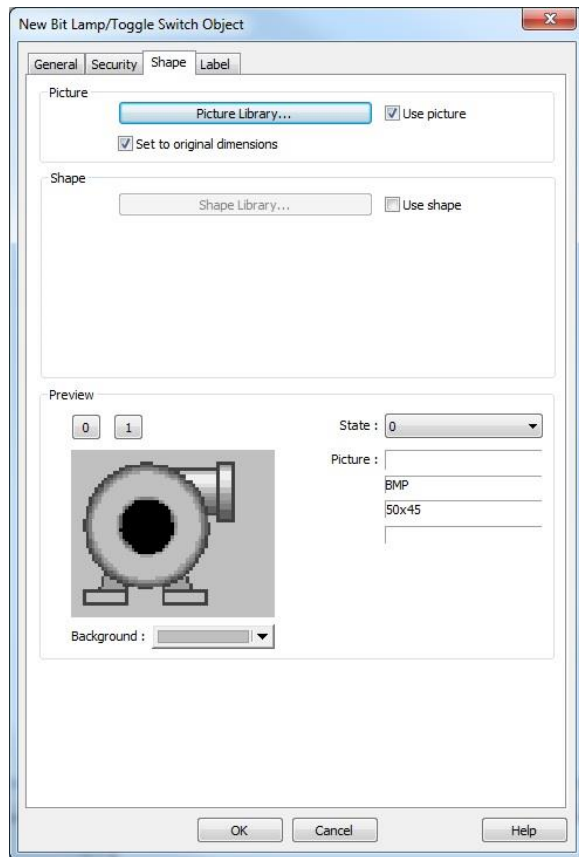 New Bit Lamp/Toggle Switch Object
General Security Shape Label
Picture
Picture Library... Use picture
Set to original dimensions
Shape
Shape Library... Use shape
Preview
0 1 State : 0
Picture :
BMP
50x45
Background :
OK Cancel Help